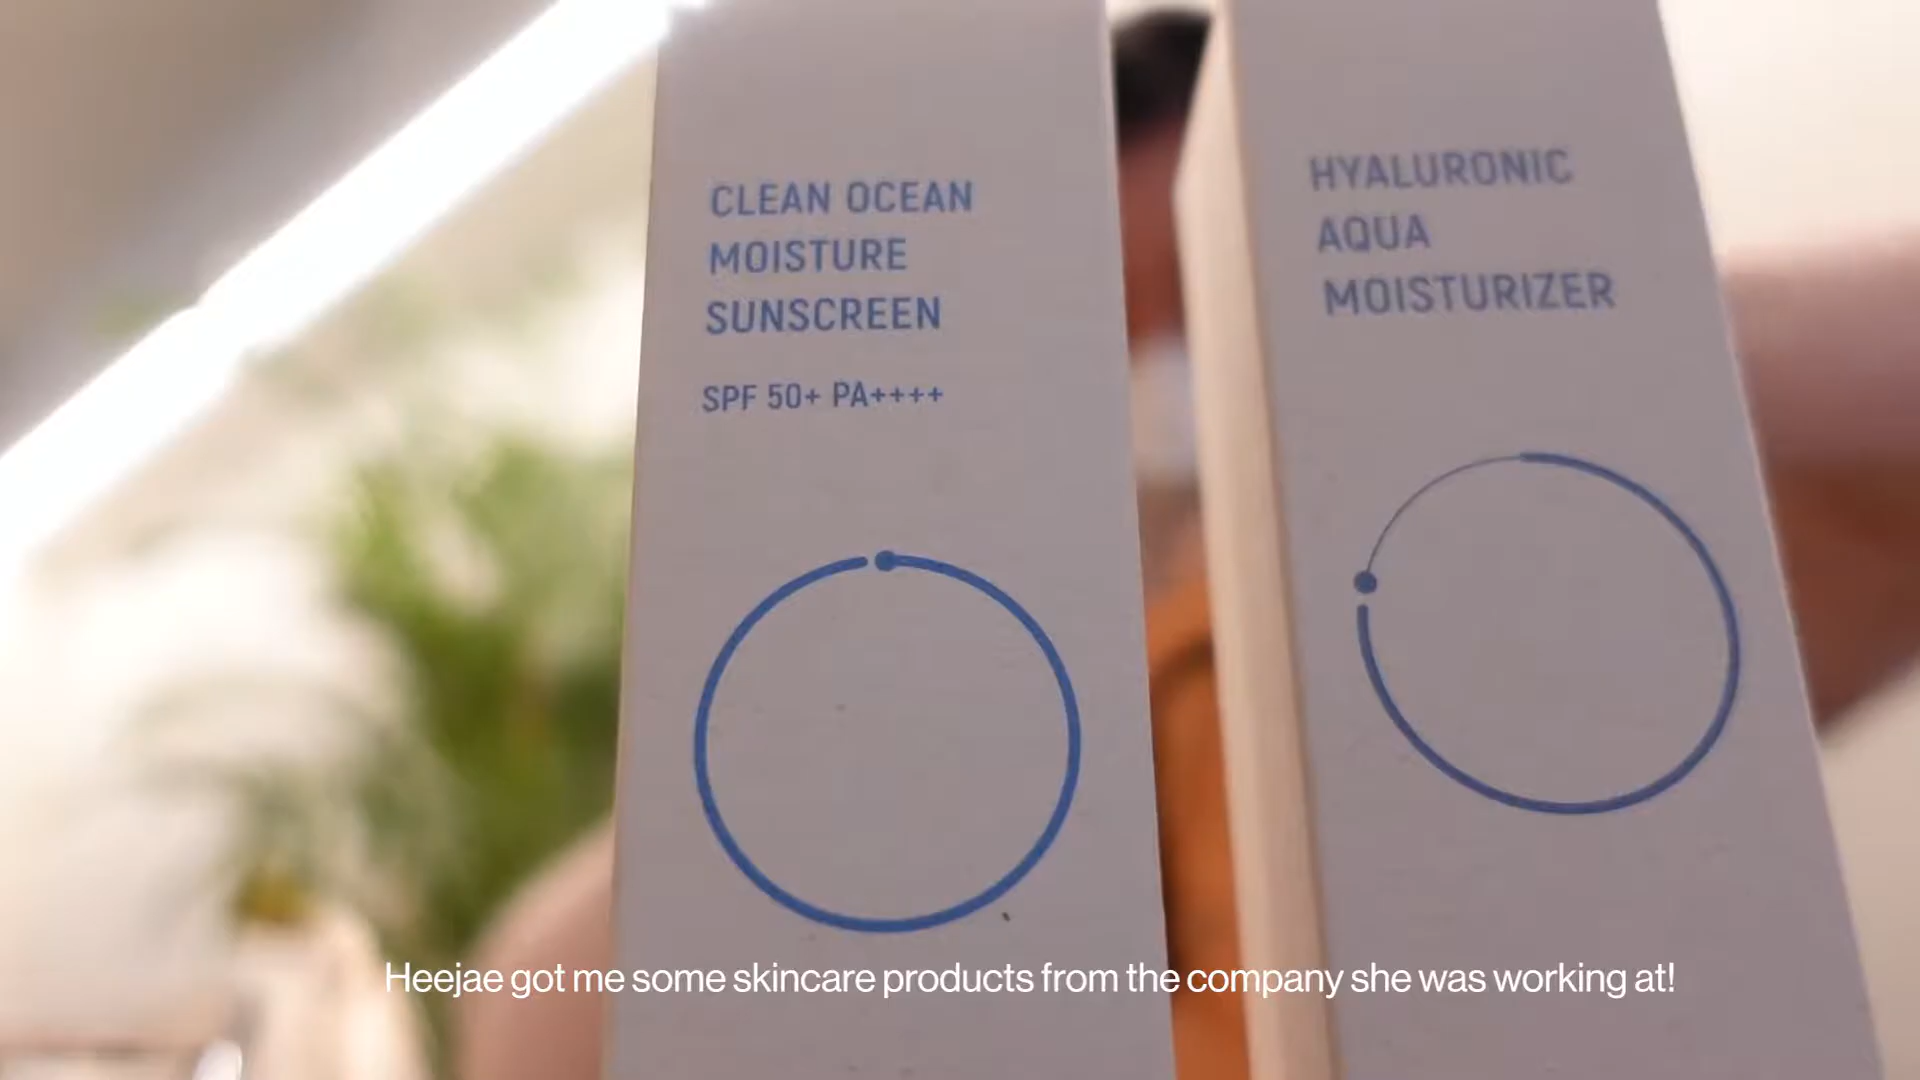 CLEAN OCEAN
MOISTURE
SUNSCREEN
SPF 50+ PA++++
HYALURONIC
AQUA
MOISTURIZER
Heejae got me some skincare products from the company she was working at!